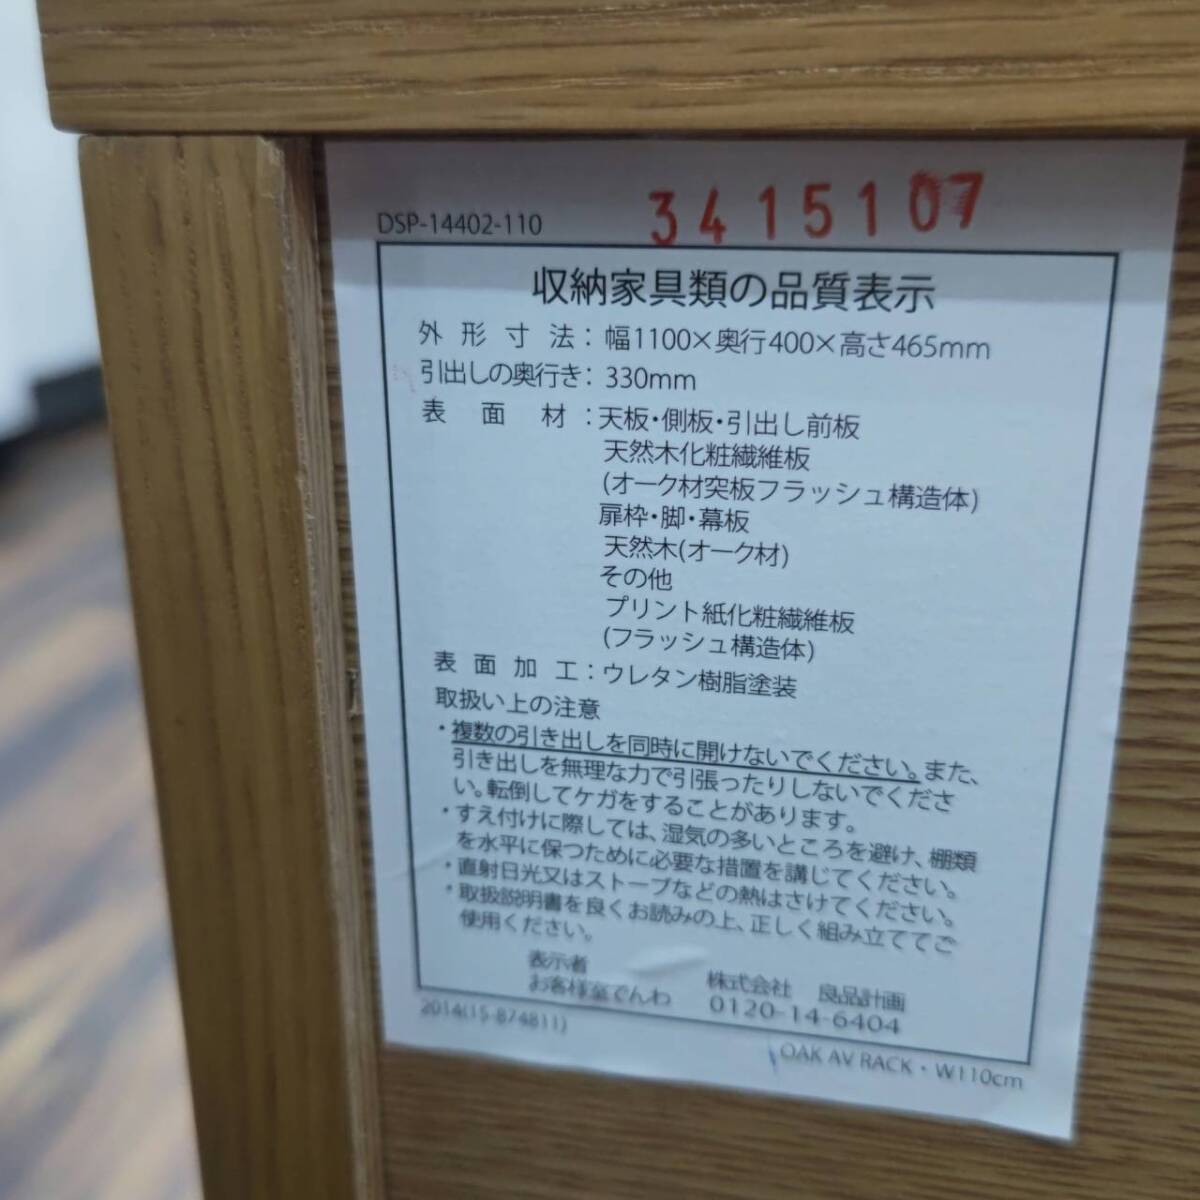 3415107
DSP-14402-110
収納家具類の品質表示
外形寸法：幅1100×奥行400×高さ465mm
引出しの奥行き：330mm
表面材：天板・側板・引出し前板
天然木化粧繊維板
(オーク材突板フラッシュ構造体)
扉枠・脚・幕板
天然木(オーク材)
その他
プリント紙化粧繊維板
(フラッシュ構造体)
表面加工：ウレタン樹脂塗装
取扱い上の注意
・複数の引き出しを同時に開けないでください。また、
引き出しを無理な力で引張ったりしないでくださ
い。転倒してケガをすることがあります。
・すえ付けに際しては、湿気の多いところを避け、棚類
を水平に保つために必要な措置を講じてください。
・直射日光又はストーブなどの熱はさけてください。
・取扱説明書を良くお読みの上、正しく組み立ててご
使用ください。
表示者 株式会社 良品計画
お客様室でんわ 0120-14-6404
2014(15-874811)
OAK AV RACK・W110cm